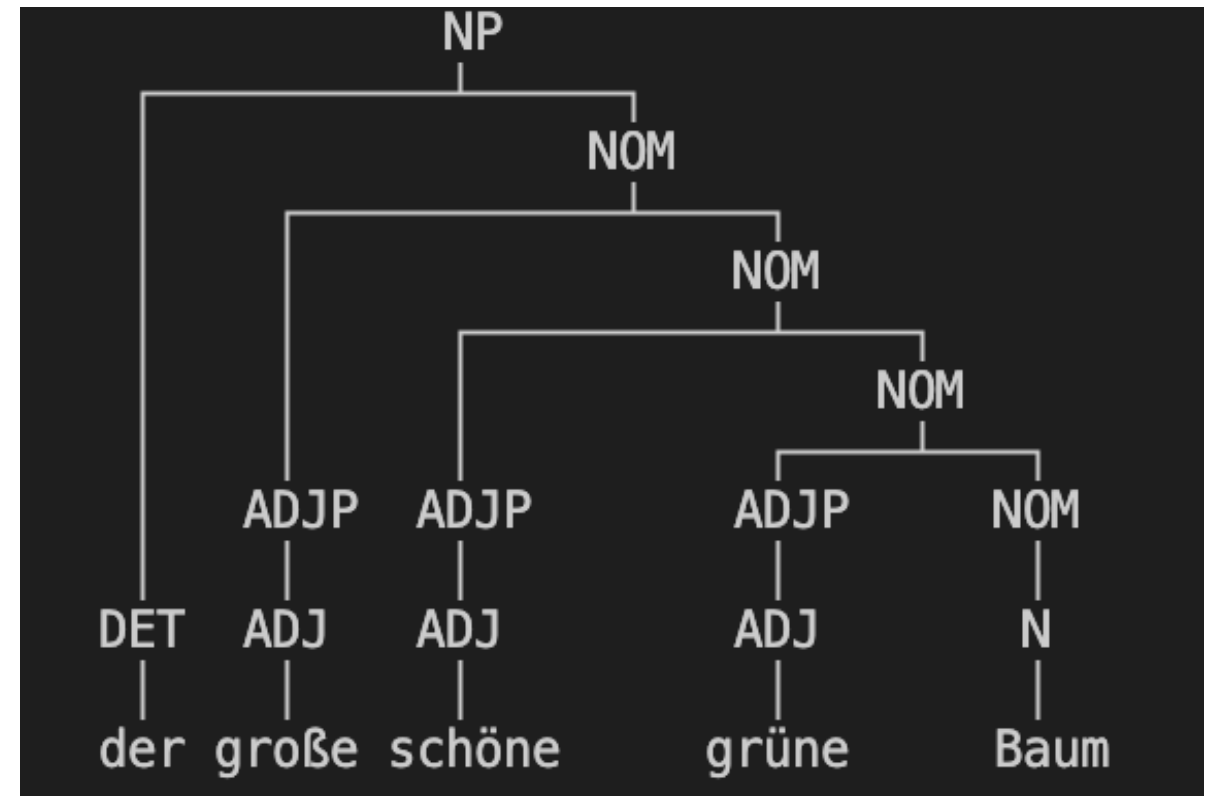 NP
NOM
NOM
NOM
ADJP ADJP ADJP NOM
DET ADJ ADJ ADJ N
der große schöne grüne Baum